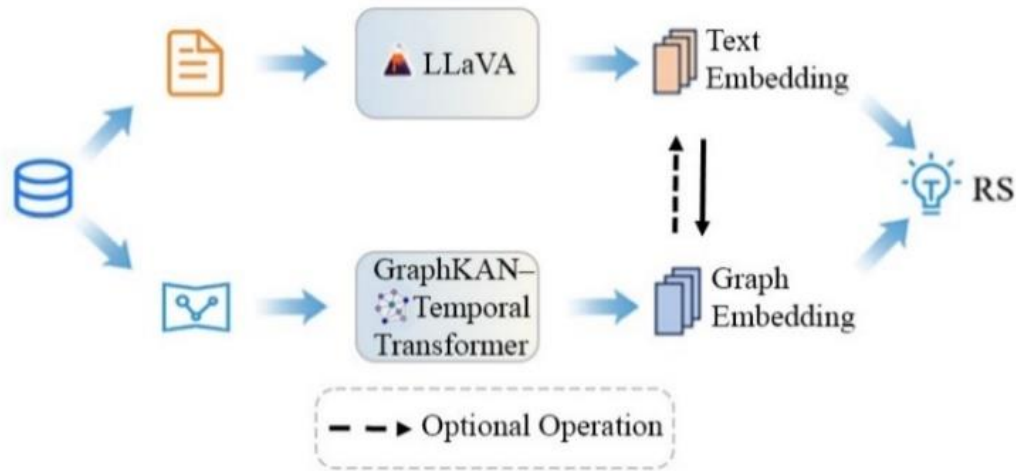 LLaVA
Text
Embedding
RS
GraphKAN–
Temporal
Transformer
Graph
Embedding
Optional Operation